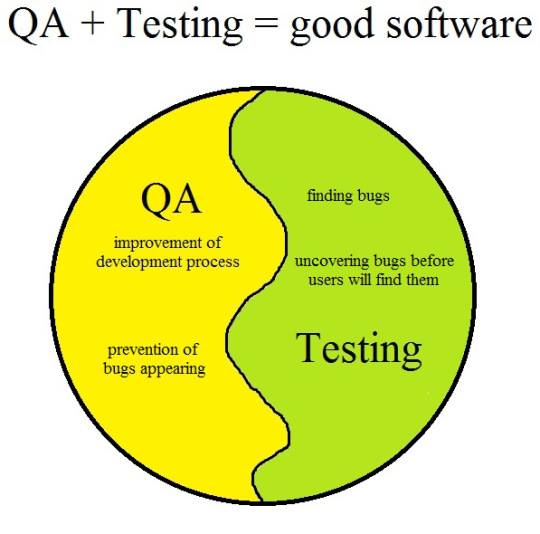 QA + Testing = good software
QA
improvement of
development process
prevention of
bugs appearing
finding bugs
uncovering bugs before
users will find them
Testing